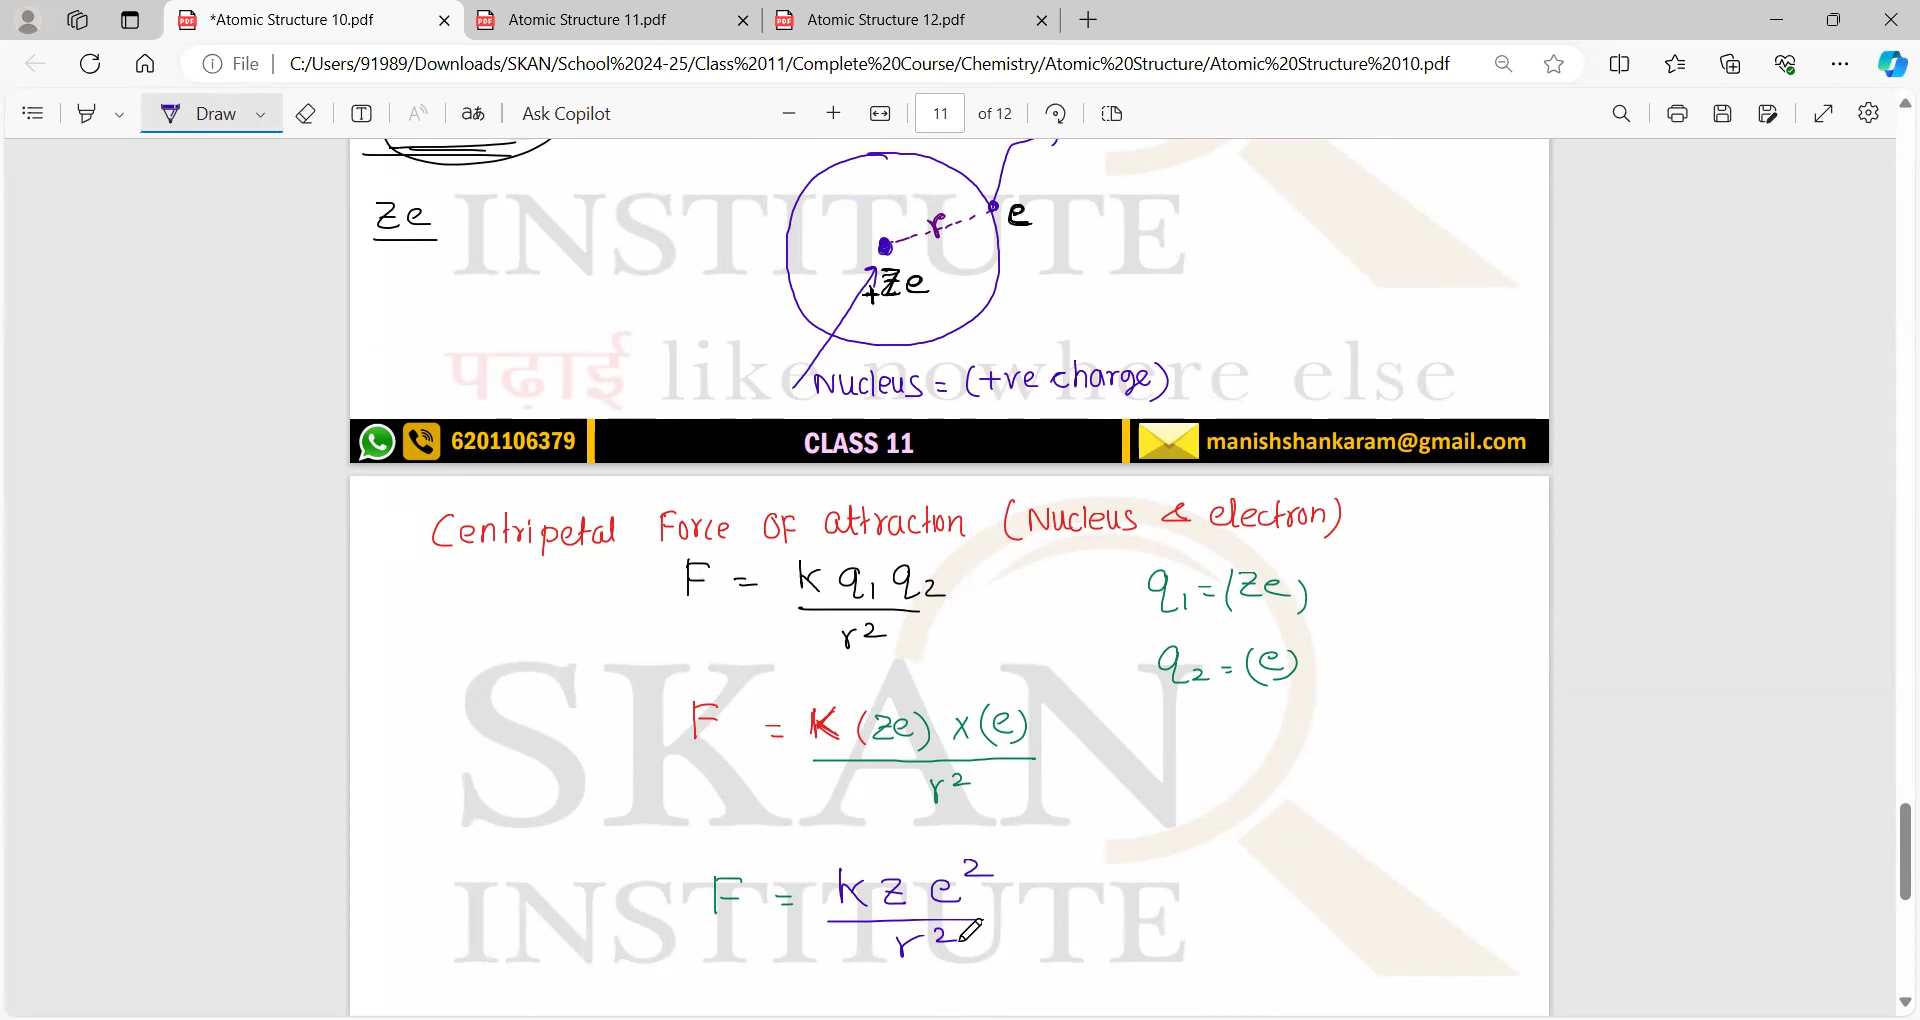 *Atomic Structure 10.pdf
Atomic Structure 11.pdf
Atomic Structure 12.pdf
File
C:/Users/91989/Downloads/SKAN/School%2024-25/Class%2011/Complete%20Course/Chemistry/Atomic%20Structure/Atomic%20Structure%2010.pdf
Draw
aあ
Ask Copilot
11 of 12
INSTITUTE
ze
r
e
+Ze
पढ़ाई like nowhere else
Nucleus = (+ve charge)
6201106379
CLASS 11
manishshankaram@gmail.com
Centripetal Force OF attraction (Nucleus & electron)
F = K q₁ q₂
r²
q₁ = (Ze)
q₂ = (e)
SKAN
F = K (ze) x (e)
r²
F = K z e²
r²
INSTITUTE